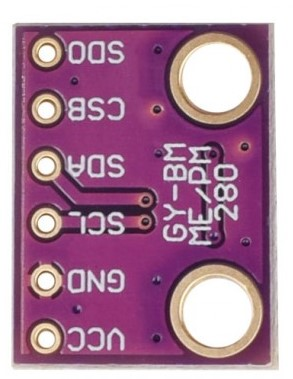 SDO
CSB
SDA
SCL
GND
VCC
GY-BM
ME/PM
280